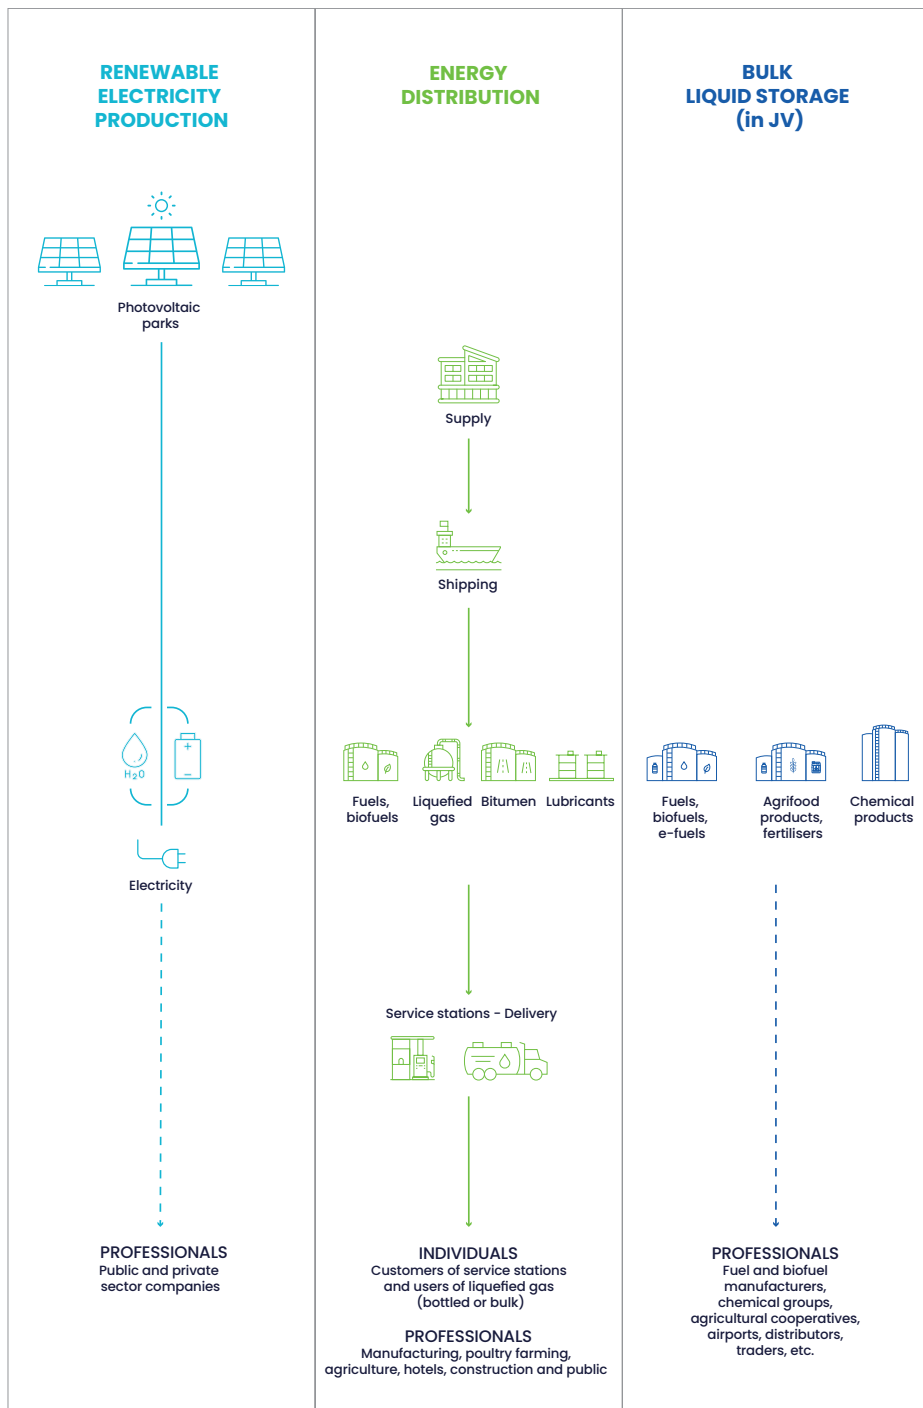 RENEWABLE
ELECTRICITY
PRODUCTION
Photovoltaic
parks
H2O
+
−
Electricity
PROFESSIONALS
Public and private
sector companies
ENERGY
DISTRIBUTION
Supply
Shipping
Fuels,
biofuels
Liquefied
gas
Bitumen
Lubricants
Service stations - Delivery
INDIVIDUALS
Customers of service stations
and users of liquefied gas
(bottled or bulk)
PROFESSIONALS
Manufacturing, poultry farming,
agriculture, hotels, construction and public
BULK
LIQUID STORAGE
(in JV)
Fuels,
biofuels,
e-fuels
Agrifood
products,
fertilisers
Chemical
products
PROFESSIONALS
Fuel and biofuel
manufacturers,
chemical groups,
agricultural cooperatives,
airports, distributors,
traders, etc.